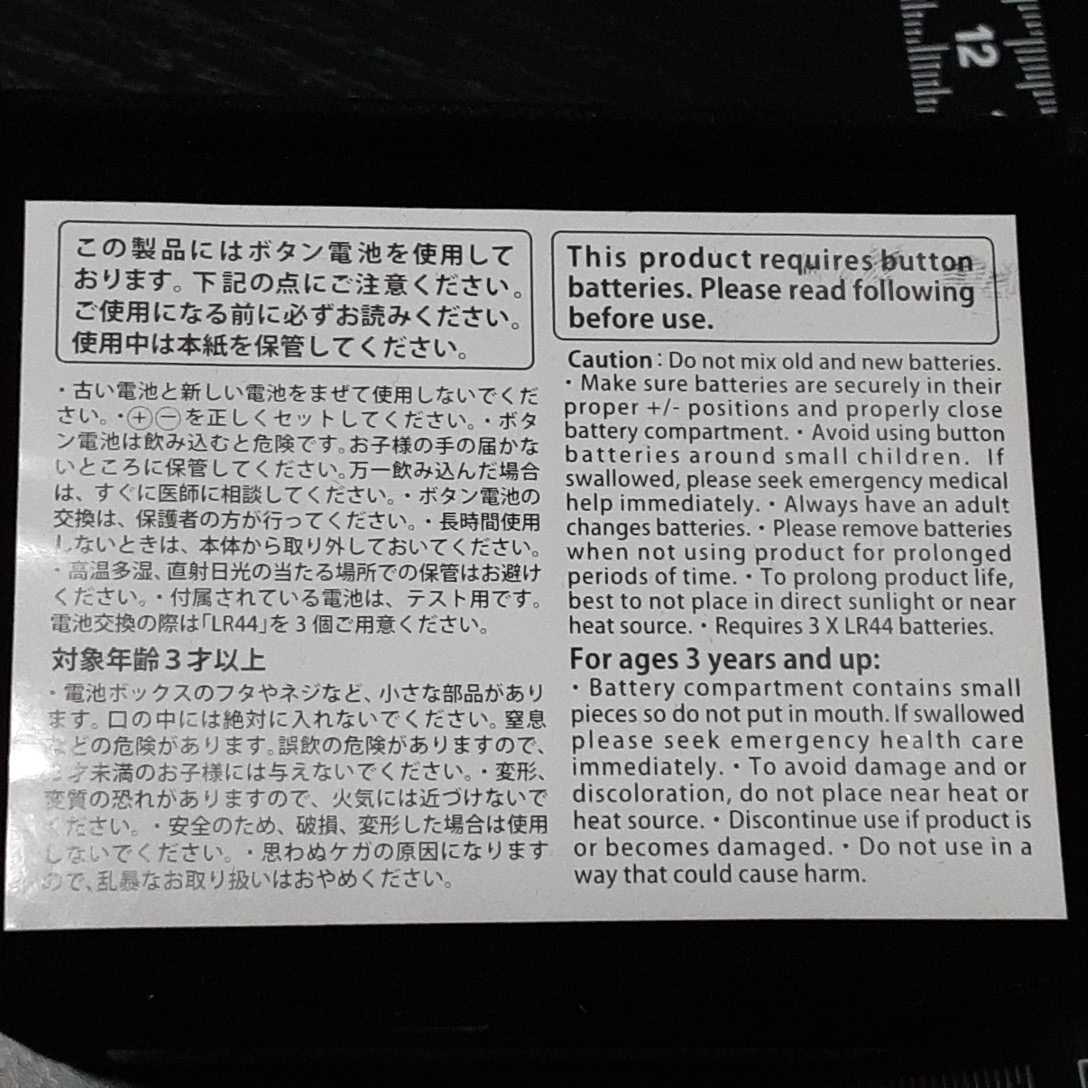 12
この製品にはボタン電池を使用して
おります。下記の点にご注意ください。
ご使用になる前に必ずお読みください。
使用中は本紙を保管してください。
・古い電池と新しい電池をまぜて使用しないでくだ
さい。・⊕⊖を正しくセットしてください。・ボタ
ン電池は飲み込むと危険です。お子様の手の届かな
いところに保管してください。万一飲み込んだ場合
は、すぐに医師に相談してください。・ボタン電池の
交換は、保護者の方が行ってください。・長時間使用
しないときは、本体から取り外しておいてください。
・高温多湿、直射日光の当たる場所での保管はお避け
ください。・付属されている電池は、テスト用です。
電池交換の際は「LR44」を3個ご用意ください。
対象年齢3才以上
・電池ボックスのフタやネジなど、小さな部品があり
ます。口の中には絶対に入れないでください。窒息
などの危険があります。誤飲の危険がありますので、
3才未満のお子様には与えないでください。・変形、
変質の恐れがありますので、火気には近づけないで
ください。・安全のため、破損、変形した場合は使用
しないでください。・思わぬケガの原因になります
ので、乱暴なお取り扱いはおやめください。
This product requires button
batteries. Please read following
before use.
Caution: Do not mix old and new batteries.
・Make sure batteries are securely in their
proper +/- positions and properly close
battery compartment.・Avoid using button
batteries around small children. If
swallowed, please seek emergency medical
help immediately.・Always have an adult
changes batteries.・Please remove batteries
when not using product for prolonged
periods of time.・To prolong product life,
best to not place in direct sunlight or near
heat source.・Requires 3 X LR44 batteries.
For ages 3 years and up:
・Battery compartment contains small
pieces so do not put in mouth. If swallowed
please seek emergency health care
immediately.・To avoid damage and or
discoloration, do not place near heat or
heat source.・Discontinue use if product is
or becomes damaged.・Do not use in a
way that could cause harm.